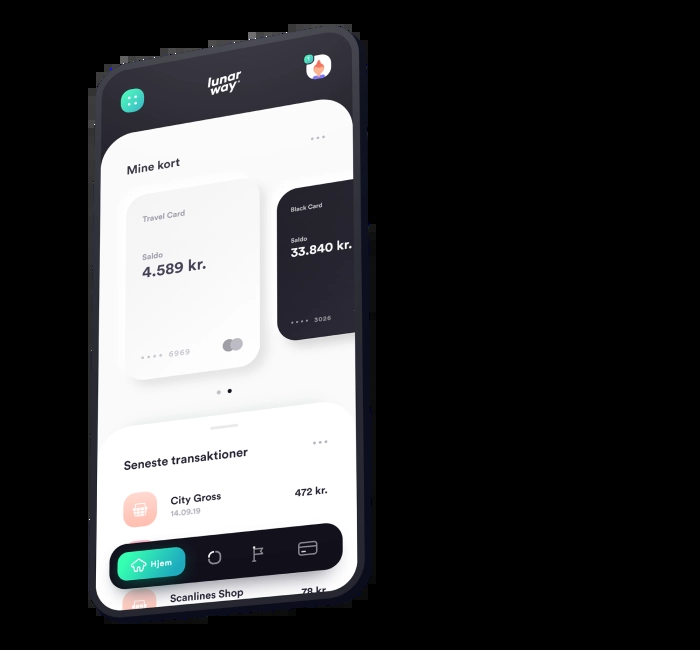 lunar
way
Mine kort
Travel Card
Saldo
4.589 kr.
6969
Black Card
Saldo
33.840 kr.
3026
Seneste transaktioner
City Gross
14.09.19
472 kr.
Hjem
Scanlines Shop
78 kr.